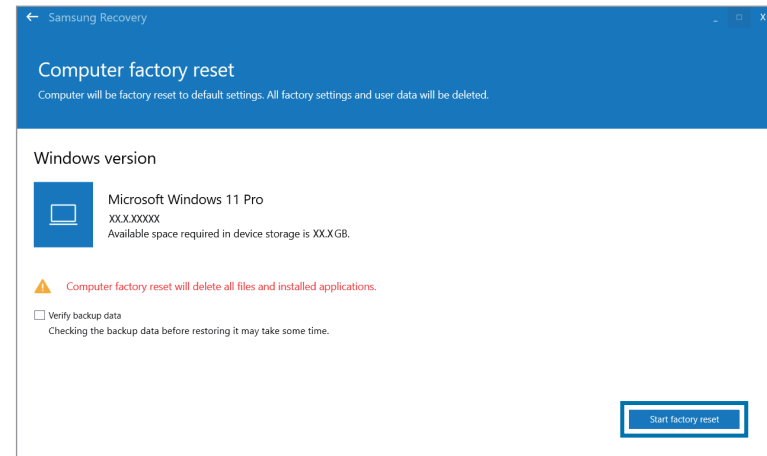 Samsung Recovery
Computer factory reset
Computer will be factory reset to default settings. All factory settings and user data will be deleted.
Windows version
Microsoft Windows 11 Pro
XX.X.XXXXX
Available space required in device storage is XX.X GB.
Computer factory reset will delete all files and installed applications.
Verify backup data
Checking the backup data before restoring it may take some time.
Start factory reset